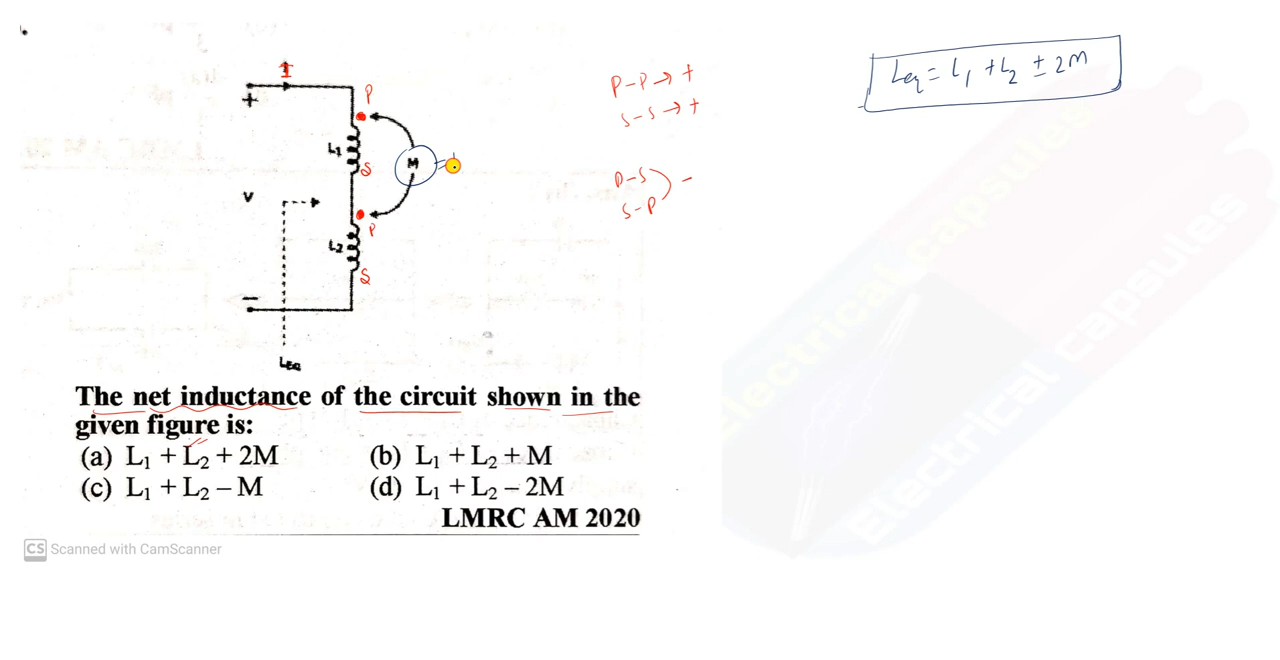 I
+
P
L1
S
M
V
P
L2
S
−
LEQ
P-P → +
S-S → +
P-S
S-P
) −
Leq = L1 + L2 ± 2M
The net inductance of the circuit shown in the
given figure is:
(a) L1 + L2 + 2M (b) L1 + L2 + M
(c) L1 + L2 – M (d) L1 + L2 – 2M
LMRC AM 2020
CS Scanned with CamScanner
Electrical capsules
Electrical capsules